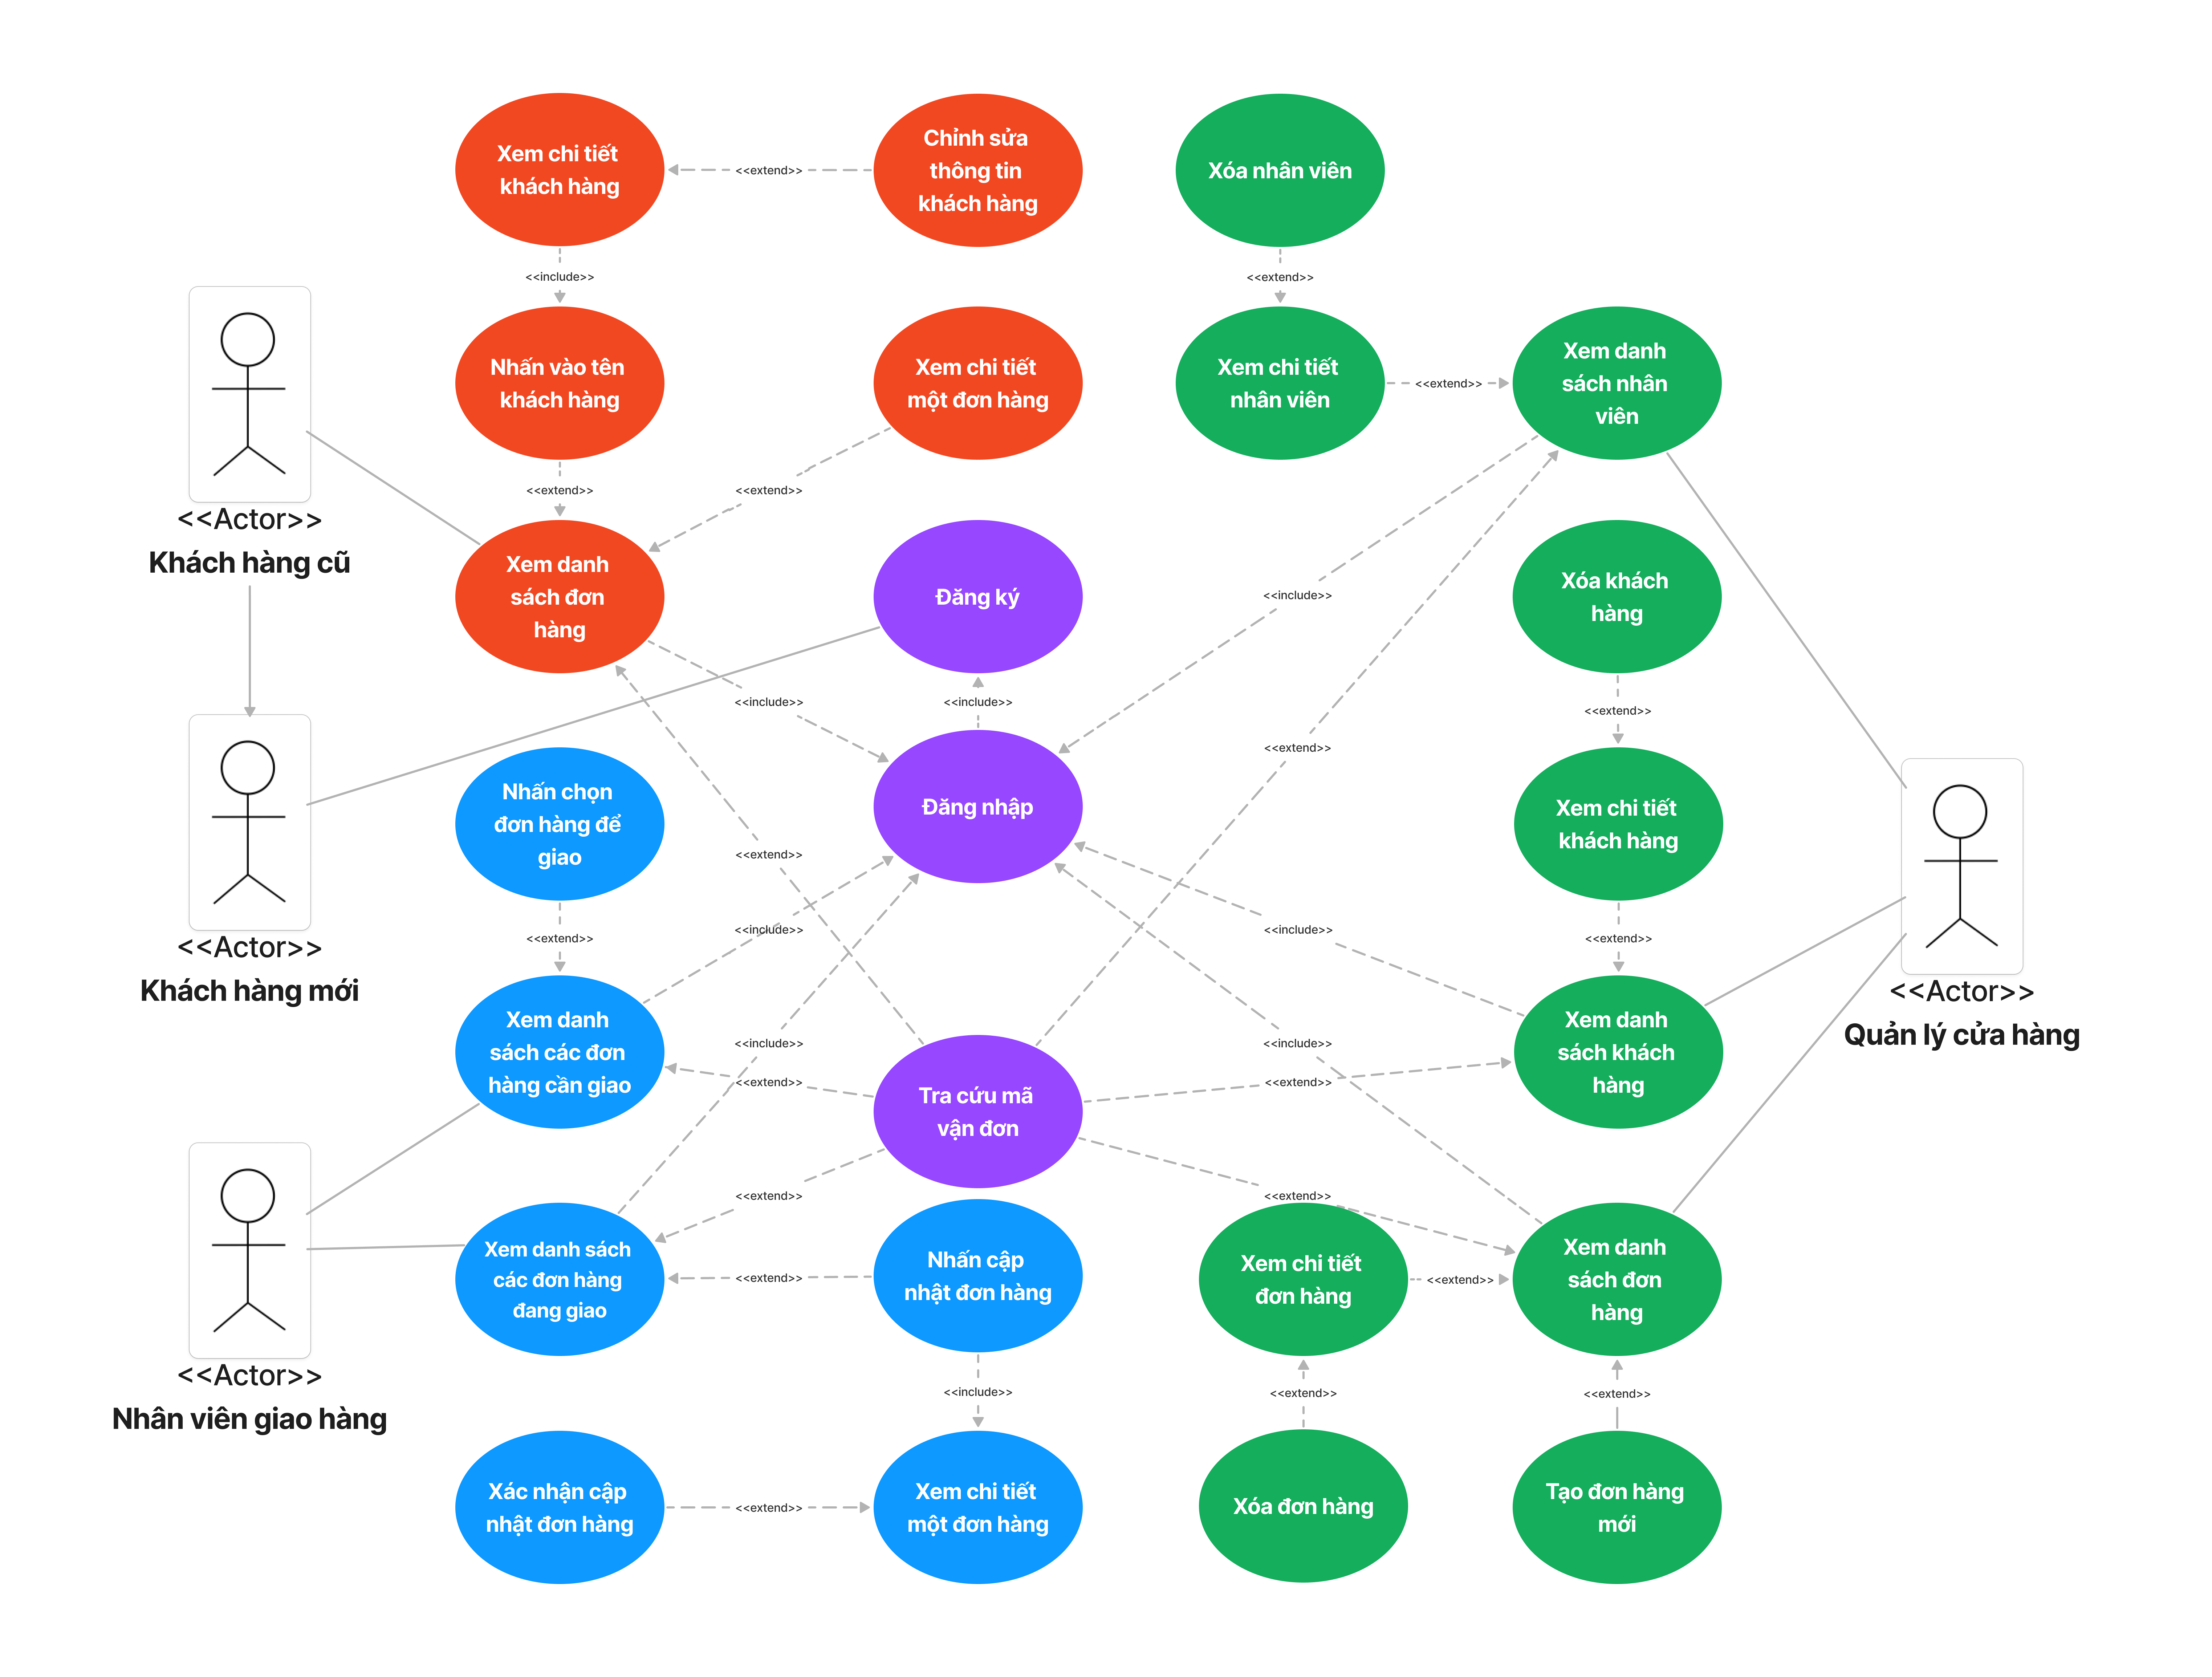 Xem chi tiết
khách hàng
<<extend>>
Chỉnh sửa
thông tin
khách hàng
Xóa nhân viên
<<include>>
<<extend>>
Nhấn vào tên
khách hàng
Xem chi tiết
một đơn hàng
Xem chi tiết
nhân viên
<<extend>>
Xem danh
sách nhân
viên
<<extend>>
<<extend>>
<<Actor>>
Khách hàng cũ
Xem danh
sách đơn
hàng
Đăng ký
<<include>>
Xóa khách
hàng
<<include>>
<<include>>
<<extend>>
<<extend>>
Nhấn chọn
đơn hàng để
giao
Đăng nhập
Xem chi tiết
khách hàng
<<extend>>
<<extend>>
<<include>>
<<include>>
<<extend>>
<<Actor>>
Khách hàng mới
<<Actor>>
Quản lý cửa hàng
Xem danh
sách các đơn
hàng cần giao
<<include>>
<<extend>>
Tra cứu mã
vận đơn
<<include>>
<<extend>>
Xem danh
sách khách
hàng
<<extend>>
<<extend>>
Xem danh sách
các đơn hàng
đang giao
<<extend>>
Nhấn cập
nhật đơn hàng
Xem chi tiết
đơn hàng
<<extend>>
Xem danh
sách đơn
hàng
<<Actor>>
Nhân viên giao hàng
<<include>>
<<extend>>
<<extend>>
Xác nhận cập
nhật đơn hàng
<<extend>>
Xem chi tiết
một đơn hàng
Xóa đơn hàng
Tạo đơn hàng
mới